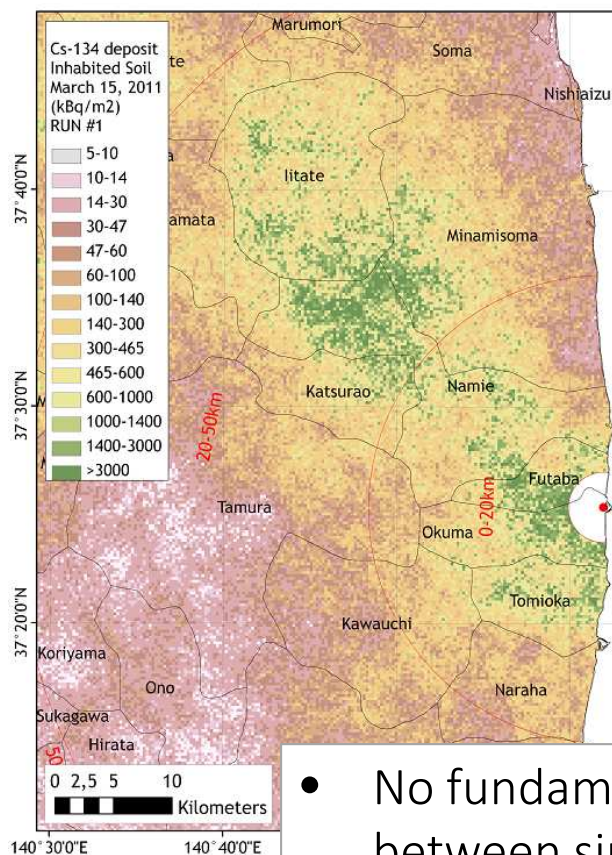 Cs-134 deposit
Inhabited Soil
March 15, 2011
(kBq/m2)
RUN #1
5-10
10-14
14-30
30-47
47-60
60-100
100-140
140-300
300-465
465-600
600-1000
1000-1400
1400-3000
>3000
Marumori
Soma
Nishiaizu
Iitate
amata
Minamisoma
Katsurao
Namie
20-50km
0-20km
Futaba
Tamura
Okuma
Tomioka
Kawauchi
Koriyama
Ono
Naraha
Sukagawa
Hirata
50
0 2,5 5 10
Kilometers
37°40'0"N
37°30'0"N
37°20'0"N
140°30'0"E
140°40'0"E
• No fundam
between si